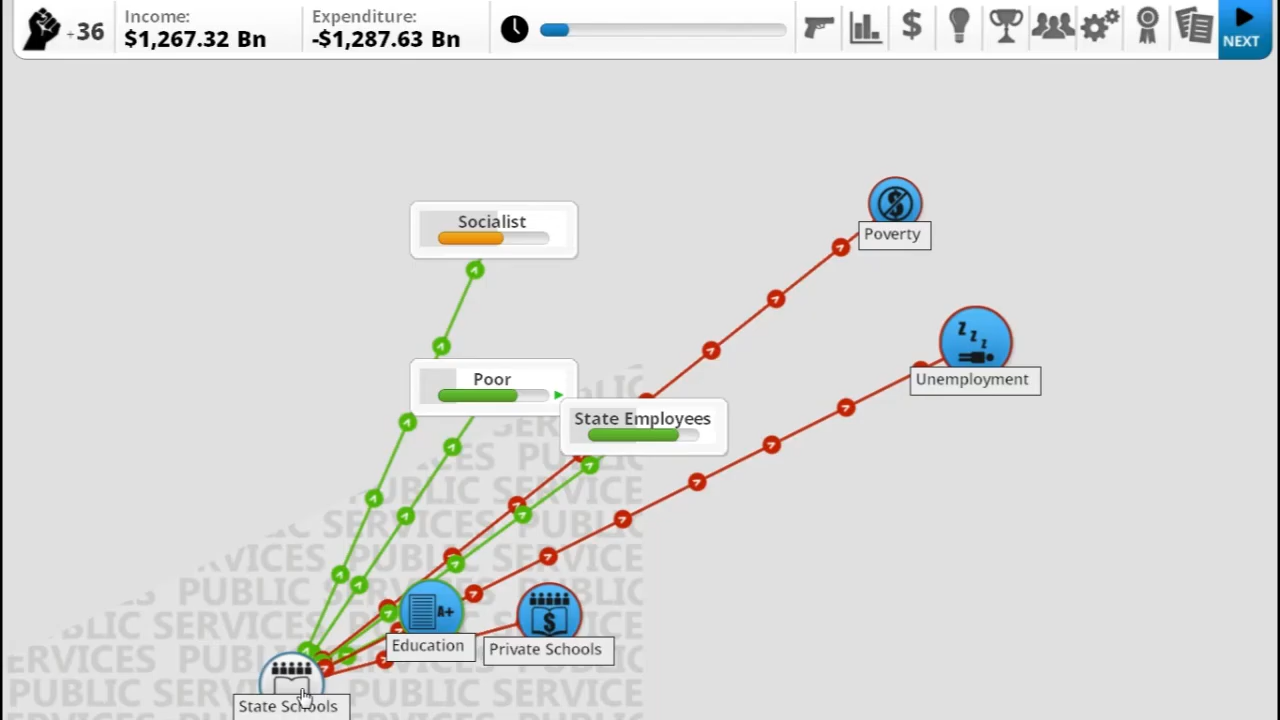 +36
Income:
$1,267.32 Bn
Expenditure:
-$1,287.63 Bn
$
NEXT
Socialist
Poverty
Poor
Unemployment
State Employees
PUBLIC SERVICES PUBLIC SERVICES
A+
Education
$
Private Schools
State Schools